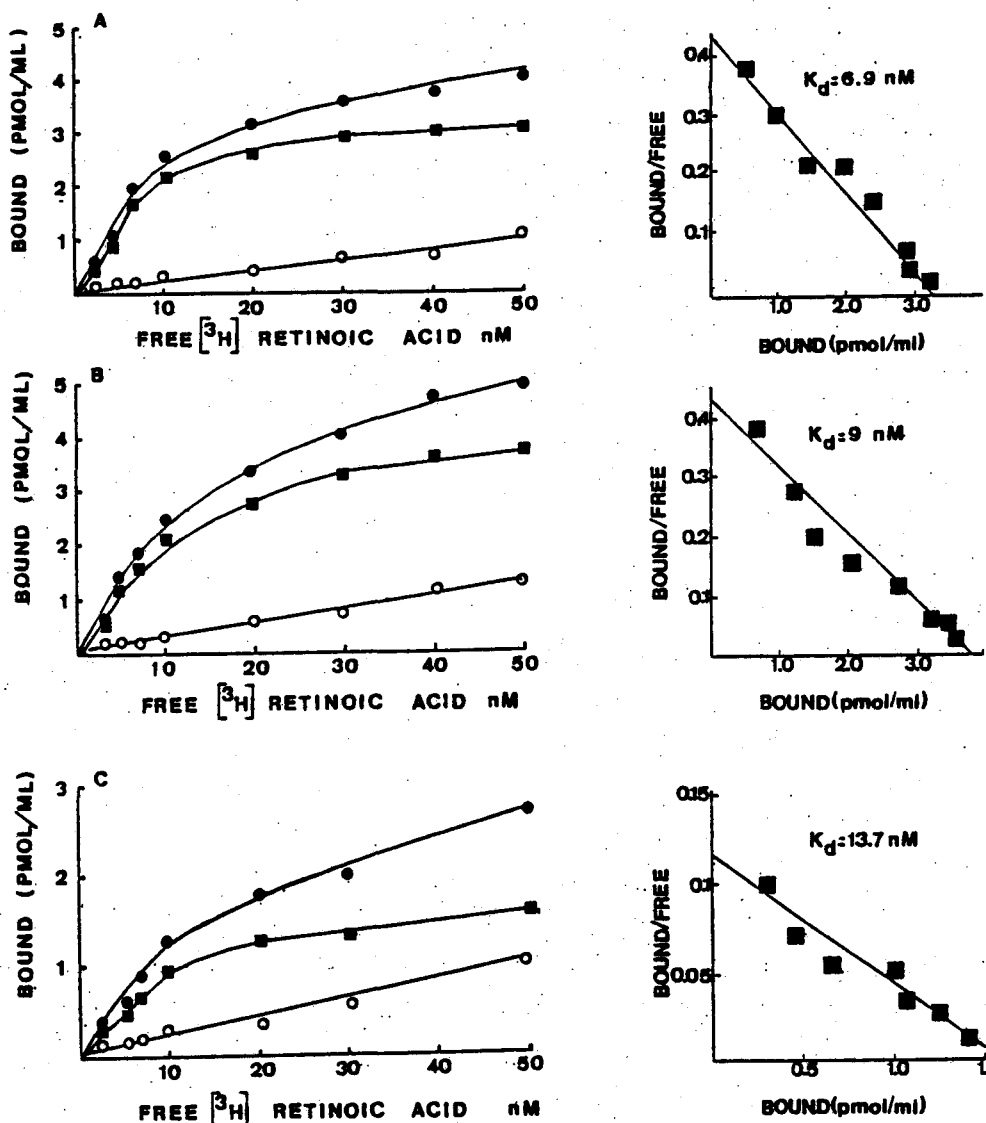 A
BOUND (PMOL/ML)
5
4
3
2
1
10 20 30 40 50
FREE [³H] RETINOIC ACID nM
BOUND/FREE
0.4
0.3
0.2
0.1
Kd=6.9 nM
1.0 2.0 3.0
BOUND(pmol/ml)
B
BOUND (PMOL/ML)
5
4
3
2
1
10 20 30 40 50
FREE [³H] RETINOIC ACID nM
BOUND/FREE
0.4
0.3
0.2
0.1
Kd=9 nM
1.0 2.0 3.0
BOUND(pmol/ml)
C
BOUND (PMOL/ML)
3
2
1
10 20 30 40 50
FREE [³H] RETINOIC ACID nM
BOUND/FREE
0.15
0.1
0.05
Kd=13.7 nM
0.5 1.0
BOUND(pmol/ml)